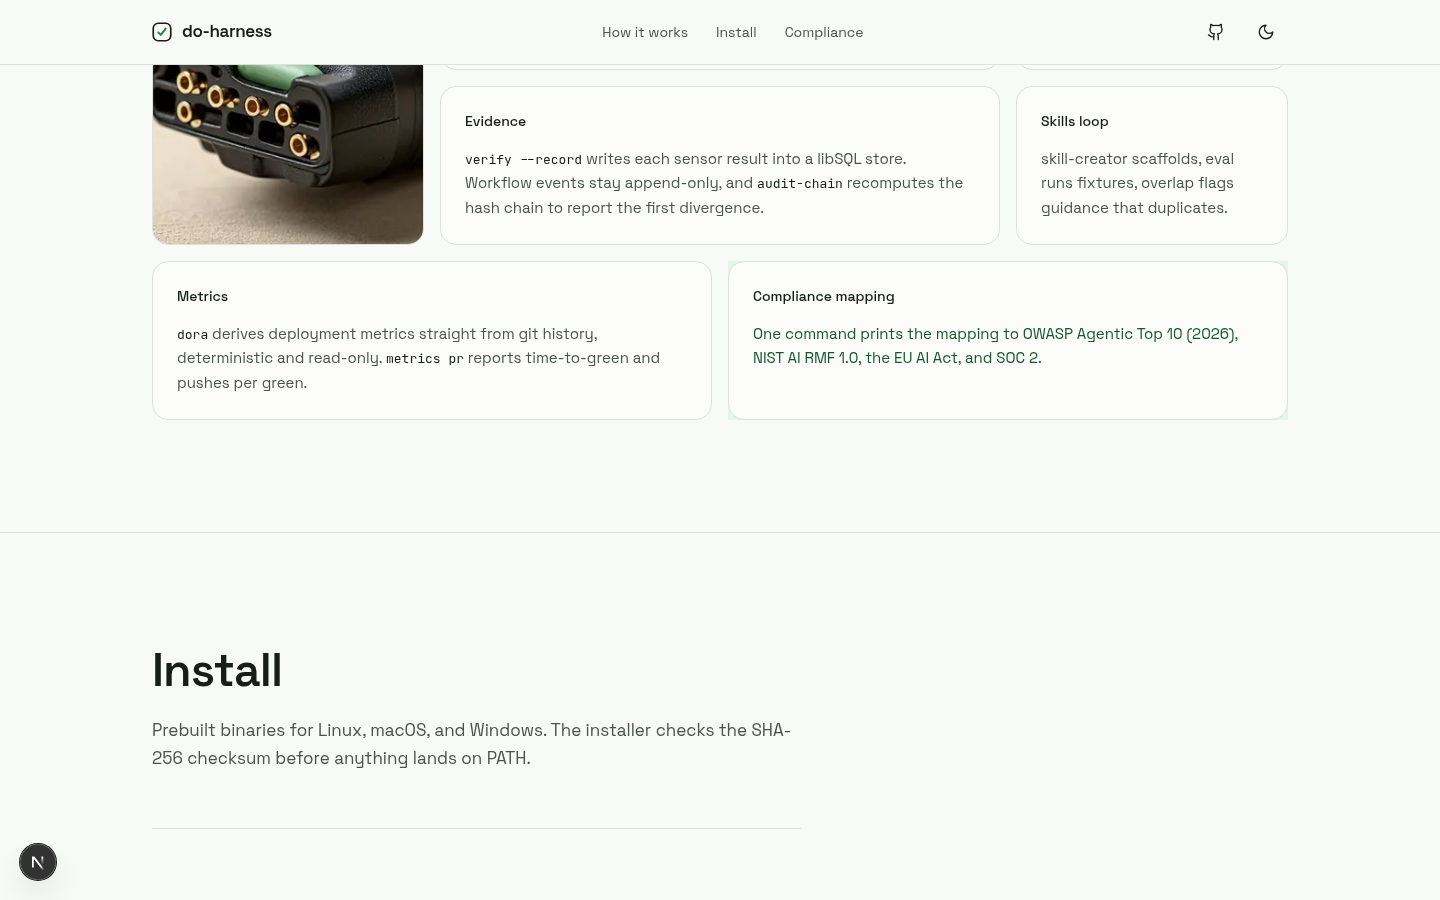 do-harness
How it works
Install
Compliance
Evidence
verify --record writes each sensor result into a libSQL store.
Workflow events stay append-only, and audit-chain recomputes the
hash chain to report the first divergence.
Skills loop
skill-creator scaffolds, eval
runs fixtures, overlap flags
guidance that duplicates.
Metrics
dora derives deployment metrics straight from git history,
deterministic and read-only. metrics pr reports time-to-green and
pushes per green.
Compliance mapping
One command prints the mapping to OWASP Agentic Top 10 (2026),
NIST AI RMF 1.0, the EU AI Act, and SOC 2.
Install
Prebuilt binaries for Linux, macOS, and Windows. The installer checks the SHA-
256 checksum before anything lands on PATH.
N